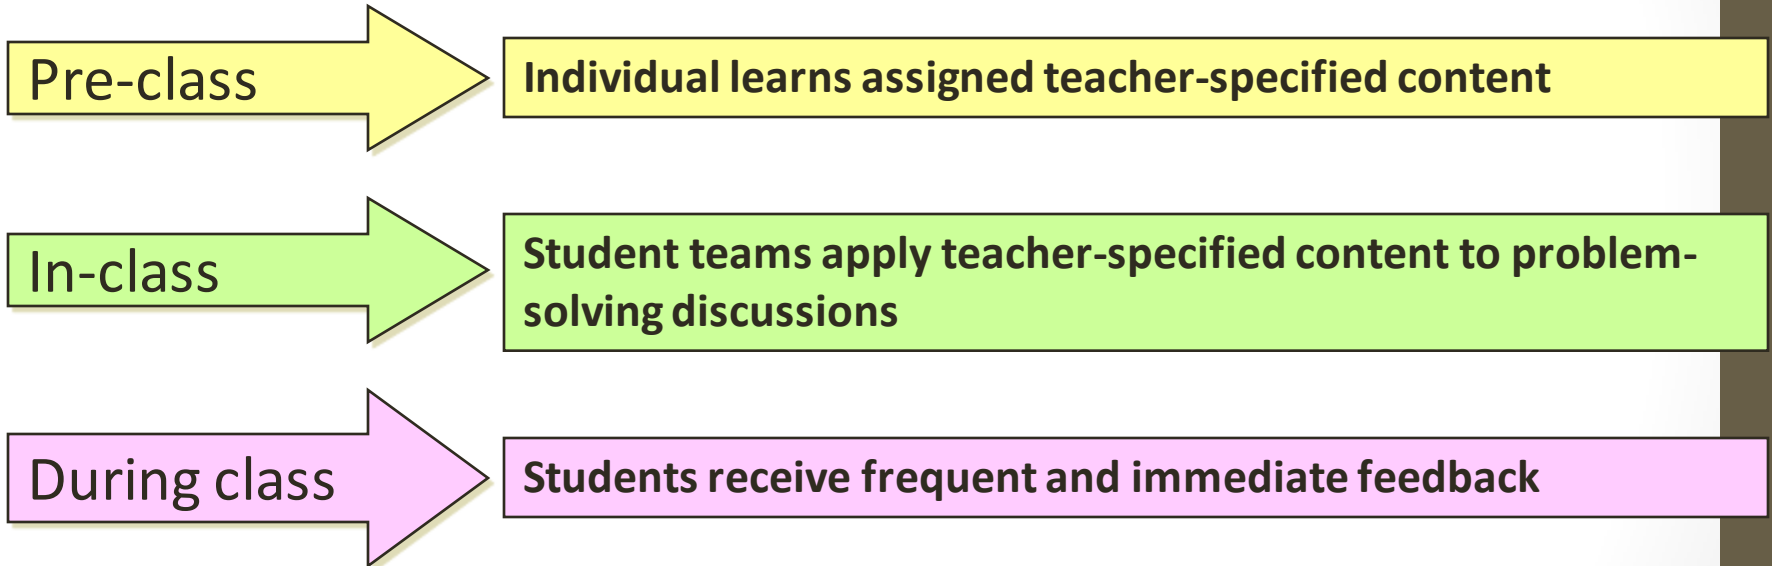 Pre-class
Individual learns assigned teacher-specified content
In-class
Student teams apply teacher-specified content to problem-
solving discussions
During class
Students receive frequent and immediate feedback